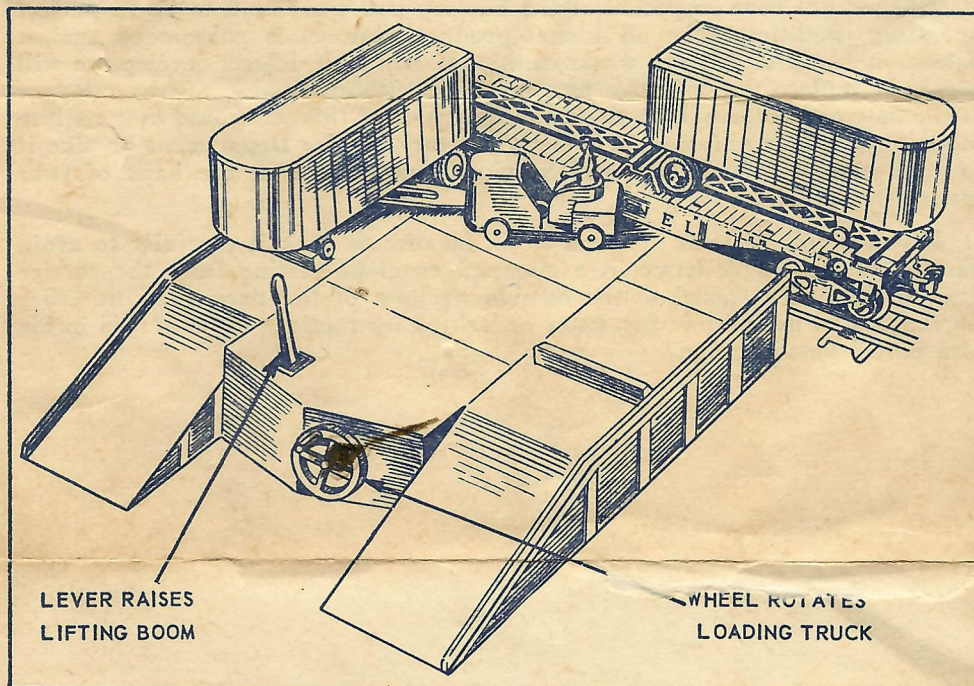 E L
LEVER RAISES
LIFTING BOOM
WHEEL ROTATES
LOADING TRUCK